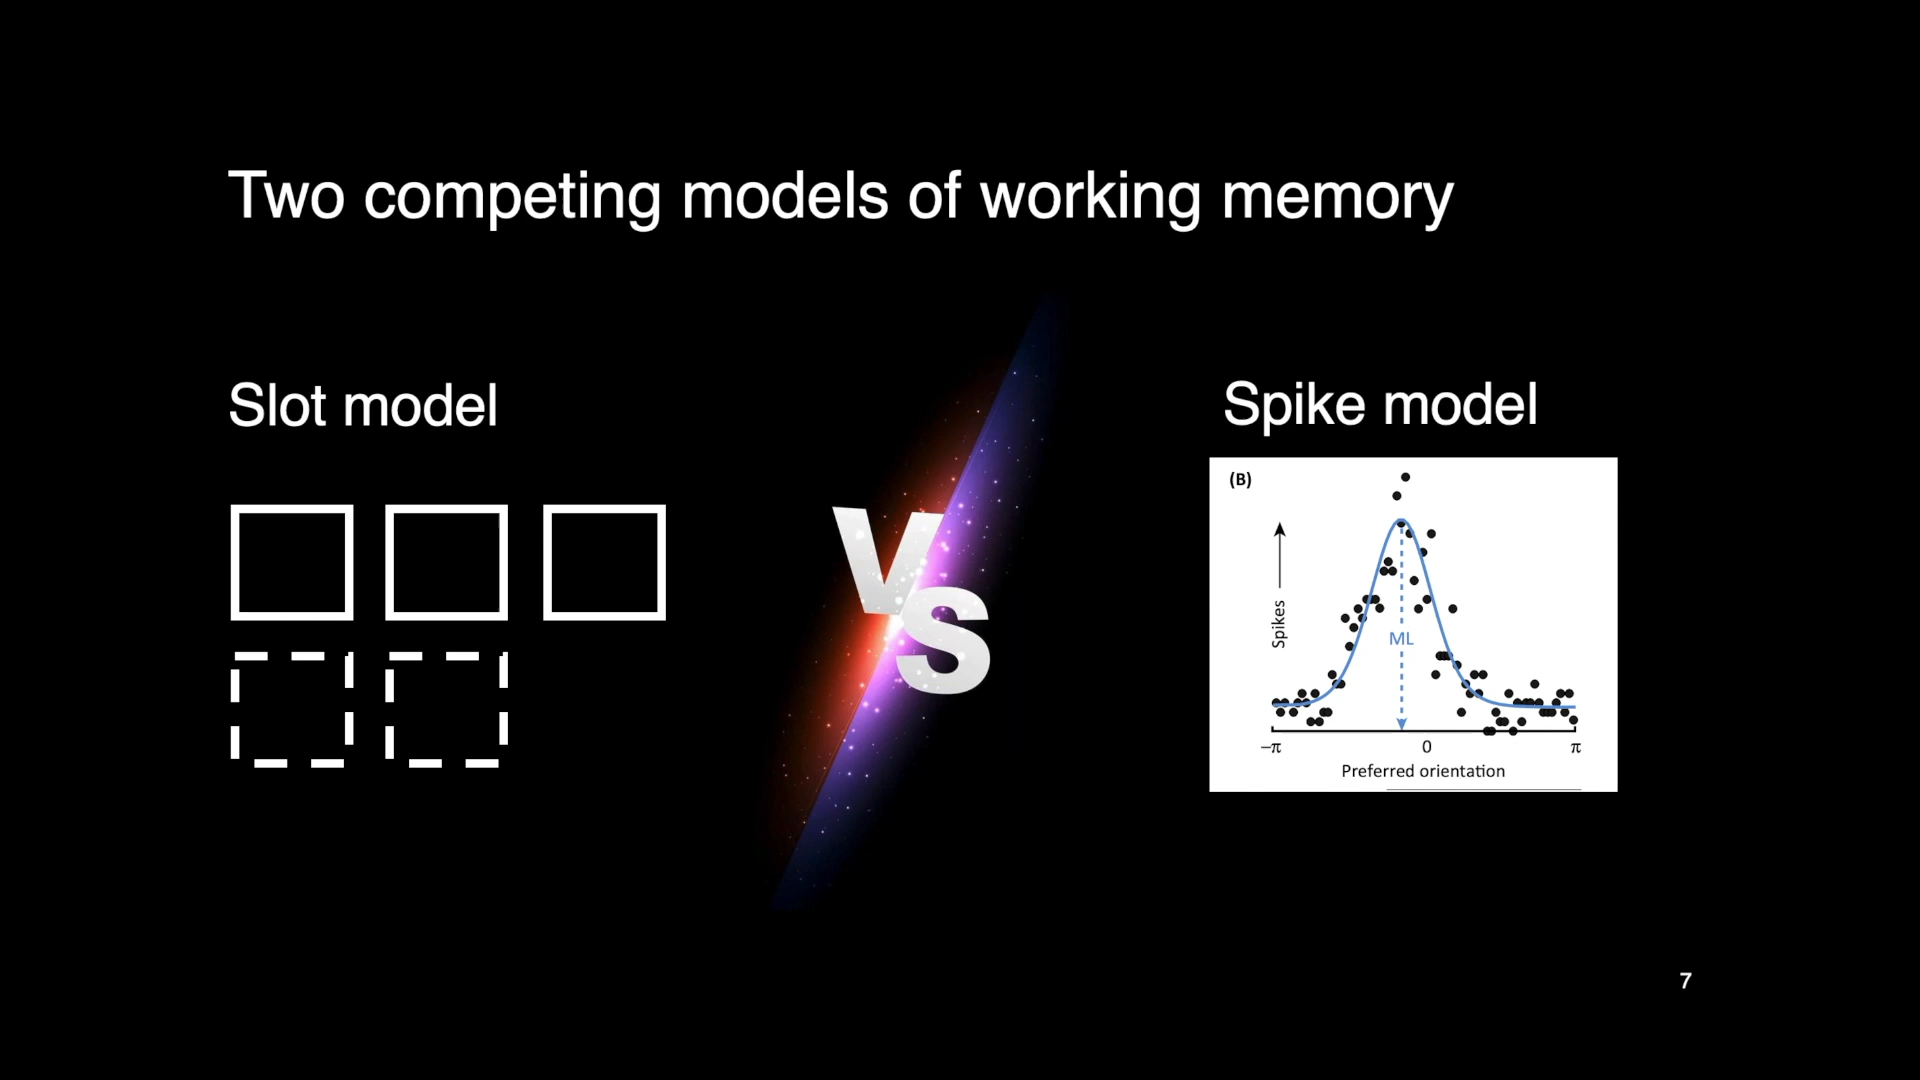 Two competing models of working memory
Slot model
VS
Spike model
(B)
Spikes
ML
–π 0 π
Preferred orientation
7